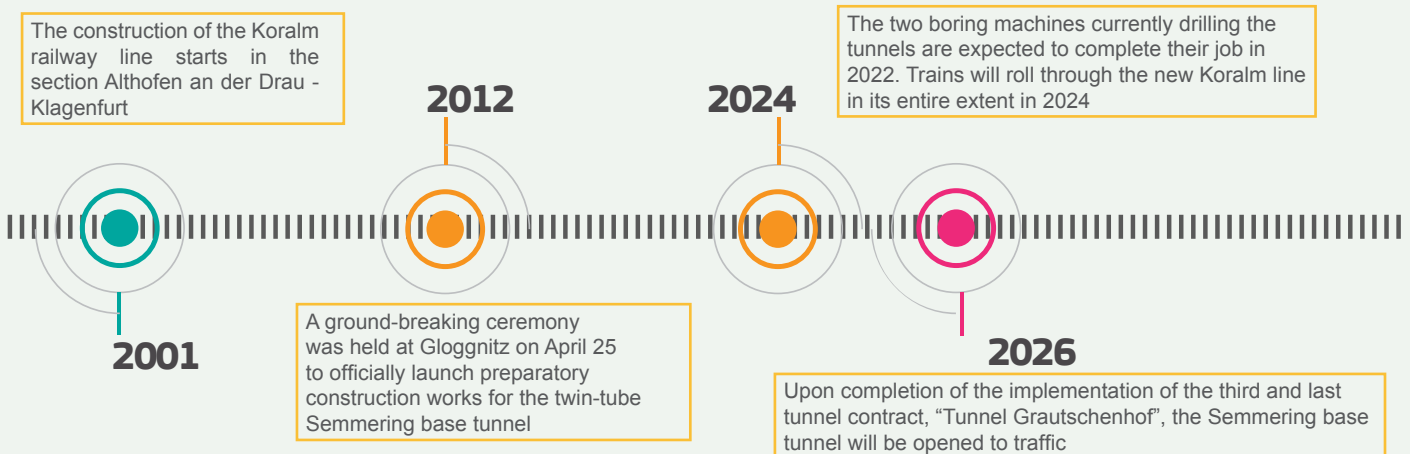 The construction of the Koralm
railway line starts in the
section Althofen an der Drau -
Klagenfurt
2001
2012
A ground-breaking ceremony
was held at Gloggnitz on April 25
to officially launch preparatory
construction works for the twin-tube
Semmering base tunnel
2024
The two boring machines currently drilling the
tunnels are expected to complete their job in
2022. Trains will roll through the new Koralm line
in its entire extent in 2024
2026
Upon completion of the implementation of the third and last
tunnel contract, “Tunnel Grautschenhof”, the Semmering base
tunnel will be opened to traffic